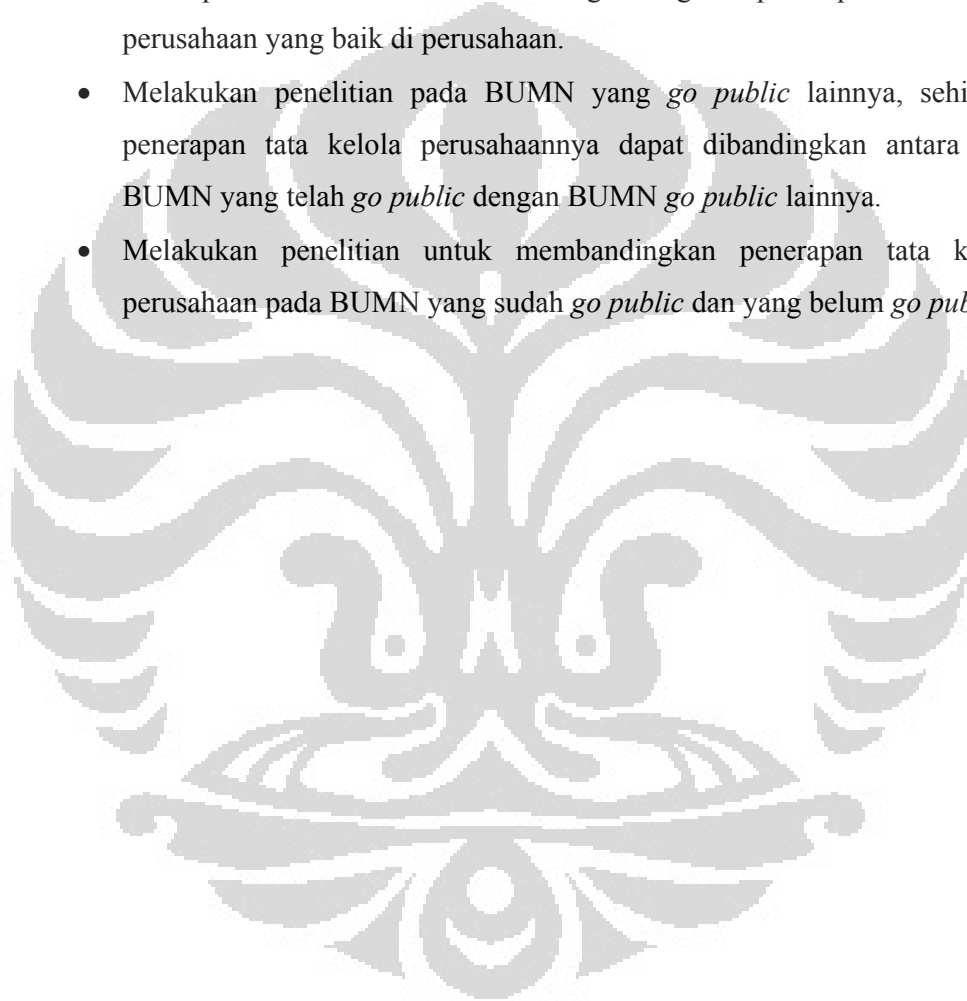 perusahaan yang baik di perusahaan.
• Melakukan penelitian pada BUMN yang go public lainnya, sehi
penerapan tata kelola perusahaannya dapat dibandingkan antara
BUMN yang telah go public dengan BUMN go public lainnya.
• Melakukan penelitian untuk membandingkan penerapan tata k
perusahaan pada BUMN yang sudah go public dan yang belum go pub